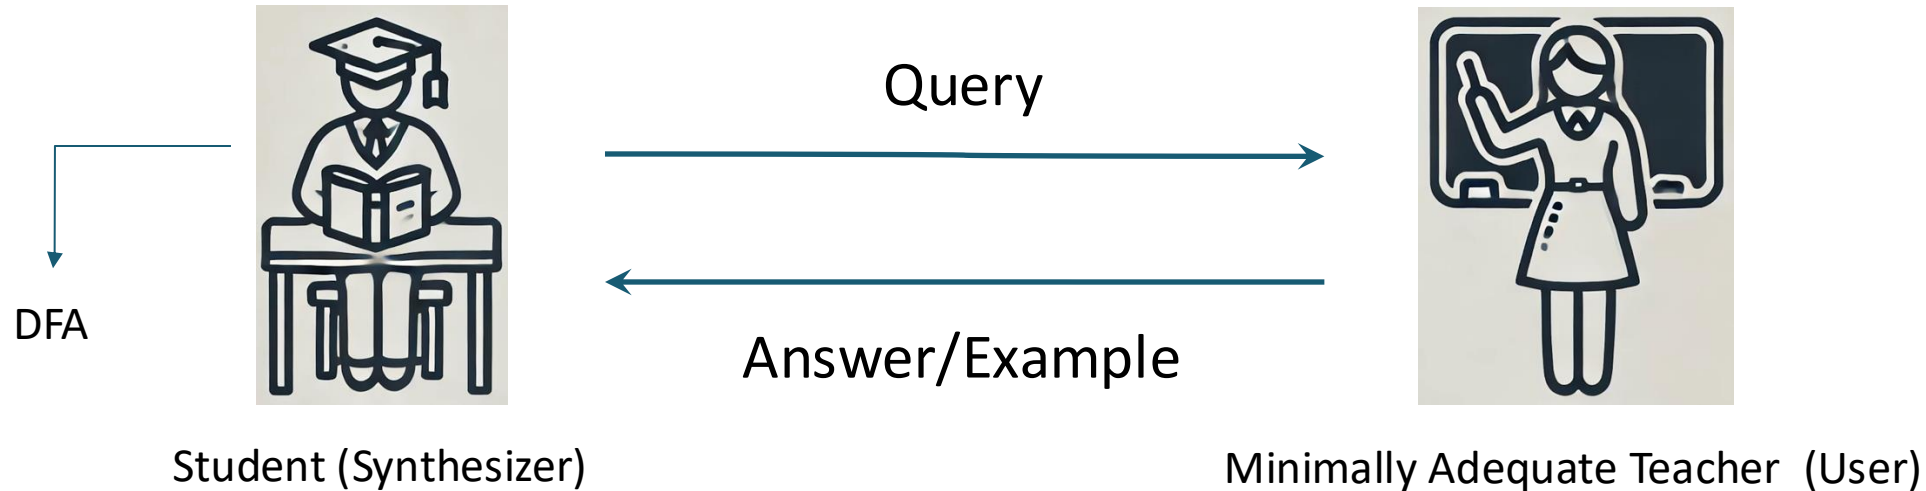 Query
DFA
Answer/Example
Student (Synthesizer)
Minimally Adequate Teacher (User)